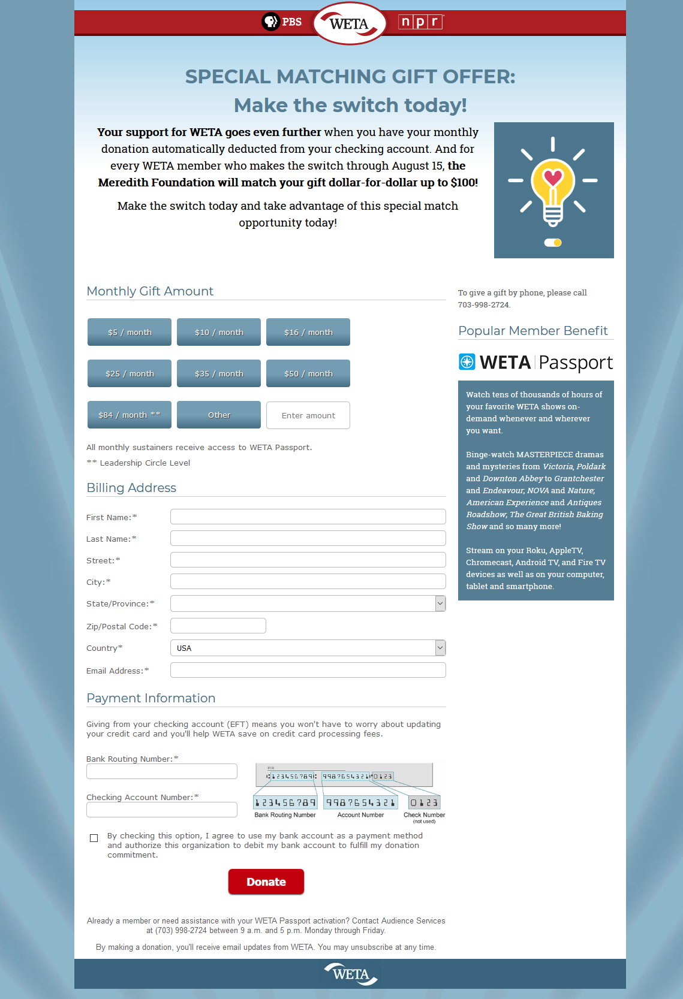 PBS
WETA
npr
SPECIAL MATCHING GIFT OFFER:
Make the switch today!
Your support for WETA goes even further when you have your monthly
donation automatically deducted from your checking account. And for
every WETA member who makes the switch through August 15, the
Meredith Foundation will match your gift dollar-for-dollar up to $100!
Make the switch today and take advantage of this special match
opportunity today!
Monthly Gift Amount
$5 / month
$10 / month
$16 / month
$25 / month
$35 / month
$50 / month
$84 / month **
Other
Enter amount
All monthly sustainers receive access to WETA Passport.
** Leadership Circle Level
Billing Address
First Name:*
Last Name:*
Street:*
City:*
State/Province:*
Zip/Postal Code:*
Country*
USA
Email Address:*
Payment Information
Giving from your checking account (EFT) means you won't have to worry about updating
your credit card and you'll help WETA save on credit card processing fees.
Bank Routing Number:*
Checking Account Number:*
FOR
⑆123456789⑆ 9987654321⑈0123
123456789
9987654321
0123
Bank Routing Number
Account Number
Check Number
(not used)
By checking this option, I agree to use my bank account as a payment method
and authorize this organization to debit my bank account to fulfill my donation
commitment.
Donate
Already a member or need assistance with your WETA Passport activation? Contact Audience Services
at (703) 998-2724 between 9 a.m. and 5 p.m. Monday through Friday.
By making a donation, you'll receive email updates from WETA. You may unsubscribe at any time.
To give a gift by phone, please call
703-998-2724.
Popular Member Benefit
WETA | Passport
Watch tens of thousands of hours of
your favorite WETA shows on-
demand whenever and wherever
you want.
Binge-watch MASTERPIECE dramas
and mysteries from Victoria, Poldark
and Downton Abbey to Grantchester
and Endeavour, NOVA and Nature;
American Experience and Antiques
Roadshow; The Great British Baking
Show and so many more!
Stream on your Roku, AppleTV,
Chromecast, Android TV, and Fire TV
devices as well as on your computer,
tablet and smartphone.
WETA